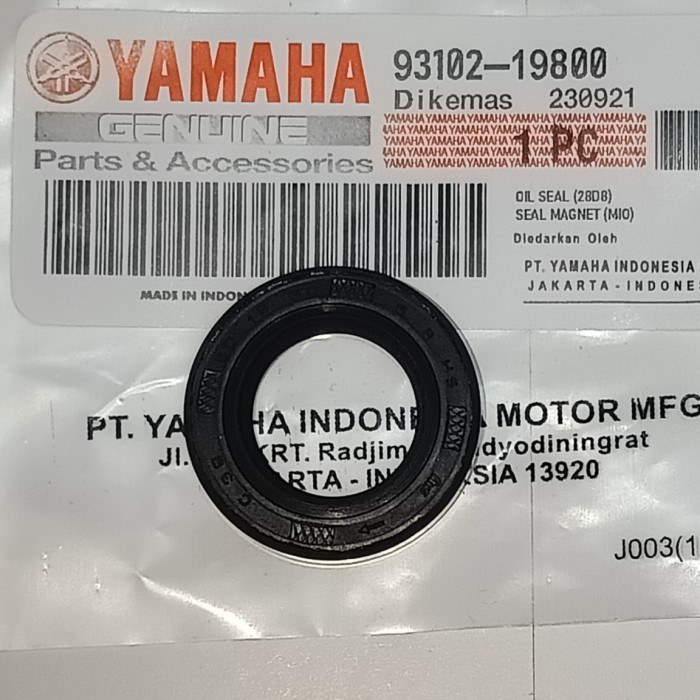 YAMAHA
GENUINE
Parts & Accessories
93102-19800
Dikemas 230921
1 PC
OIL SEAL (28D8)
SEAL MAGNET (MIO)
Diedarkan Oleh
PT. YAMAHA INDONESIA
JAKARTA - INDONE
MADE IN INDON
PT. YA HA INDONE A MOTOR MFG
Jl. KRT. Radjim dyodiningrat
RTA - IN SIA 13920
J003(1